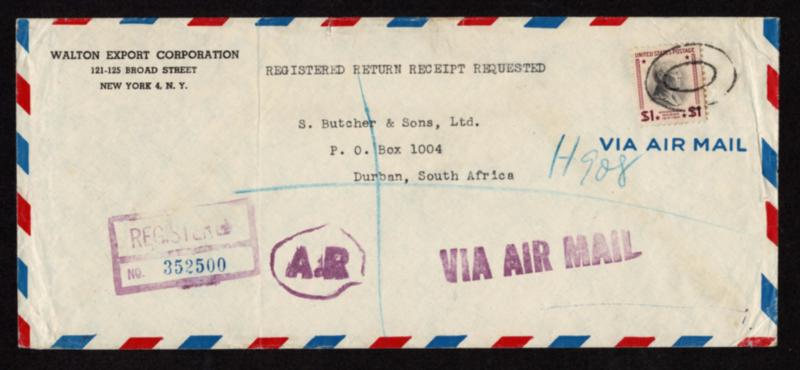 WALTON EXPORT CORPORATION
121-125 BROAD STREET
NEW YORK 4, N. Y.
REGISTERED RETURN RECEIPT REQUESTED
UNITED STATES POSTAGE
$1. $1
S. Butcher & Sons, Ltd.
P. O. Box 1004
Durban, South Africa
VIA AIR MAIL
H908
REGISTERED
NO. 352500
A.R
VIA AIR MAIL